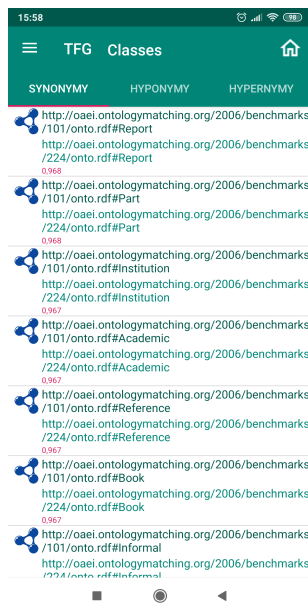 15:58
98
TFG Classes
SYNONYMY HYPONYMY HYPERNYMY
http://oaei.ontologymatching.org/2006/benchmarks
/101/onto.rdf#Report
http://oaei.ontologymatching.org/2006/benchmarks
/224/onto.rdf#Report
0,968
http://oaei.ontologymatching.org/2006/benchmarks
/101/onto.rdf#Part
http://oaei.ontologymatching.org/2006/benchmarks
/224/onto.rdf#Part
0,968
http://oaei.ontologymatching.org/2006/benchmarks
/101/onto.rdf#Institution
http://oaei.ontologymatching.org/2006/benchmarks
/224/onto.rdf#Institution
0,967
http://oaei.ontologymatching.org/2006/benchmarks
/101/onto.rdf#Academic
http://oaei.ontologymatching.org/2006/benchmarks
/224/onto.rdf#Academic
0,967
http://oaei.ontologymatching.org/2006/benchmarks
/101/onto.rdf#Reference
http://oaei.ontologymatching.org/2006/benchmarks
/224/onto.rdf#Reference
0,967
http://oaei.ontologymatching.org/2006/benchmarks
/101/onto.rdf#Book
http://oaei.ontologymatching.org/2006/benchmarks
/224/onto.rdf#Book
0,967
http://oaei.ontologymatching.org/2006/benchmarks
/101/onto.rdf#Informal
http://oaei.ontologymatching.org/2006/benchmarks
/224/onto.rdf#Informal